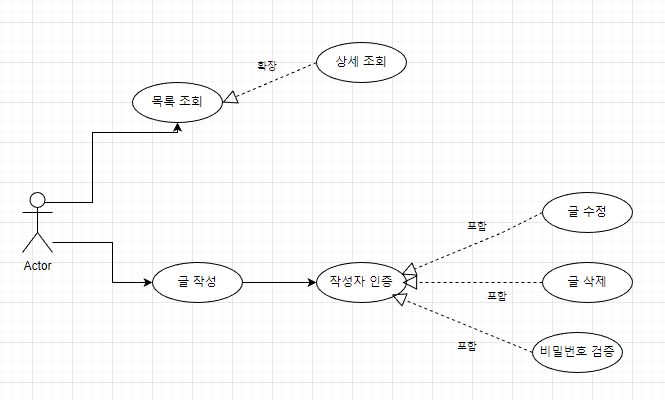 상세 조회
확장
목록 조회
글 수정
포함
Actor
글 작성
작성자 인증
글 삭제
포함
포함
비밀번호 검증